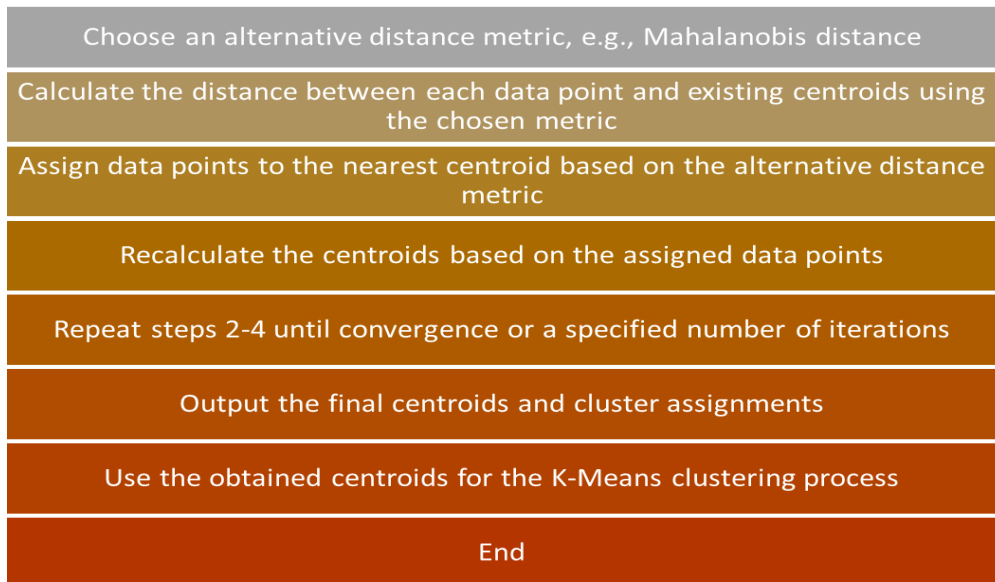 Choose an alternative distance metric, e.g., Mahalanobis distance
Calculate the distance between each data point and existing centroids using
the chosen metric
Assign data points to the nearest centroid based on the alternative distance
metric
Recalculate the centroids based on the assigned data points
Repeat steps 2-4 until convergence or a specified number of iterations
Output the final centroids and cluster assignments
Use the obtained centroids for the K-Means clustering process
End